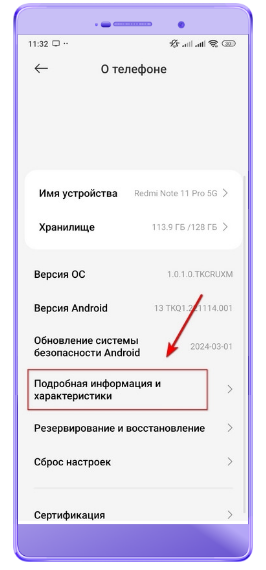 11:32
О телефоне
Имя устройства Redmi Note 11 Pro 5G
Хранилище 113.9 ГБ /128 ГБ
Версия ОС 1.0.1.0.TKCRUXM
Версия Android 13 TKQ1.221114.001
Обновление системы
безопасности Android 2024-03-01
Подробная информация и
характеристики
Резервирование и восстановление
Сброс настроек
Сертификация